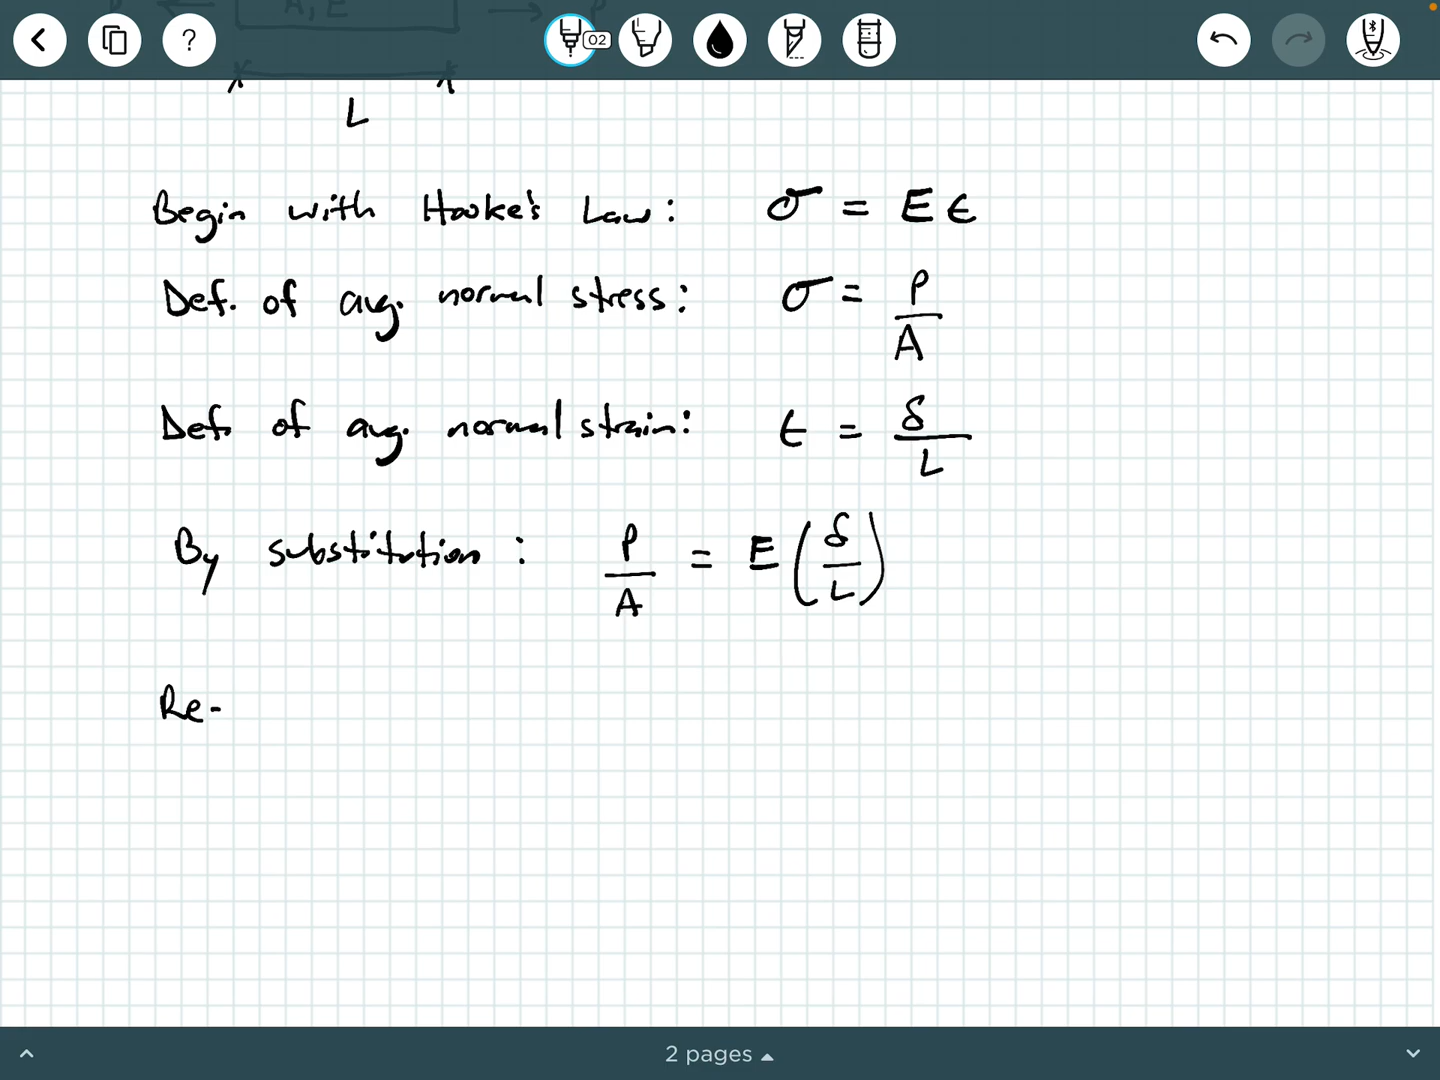 P ← A, E → P
L
Begin with Hooke's Law: σ = E ϵ
Def. of avg. normal stress: σ = P/A
Def. of avg. normal strain: ϵ = δ/L
By substitution: P/A = E(δ/L)
Re-
02
?
2 pages